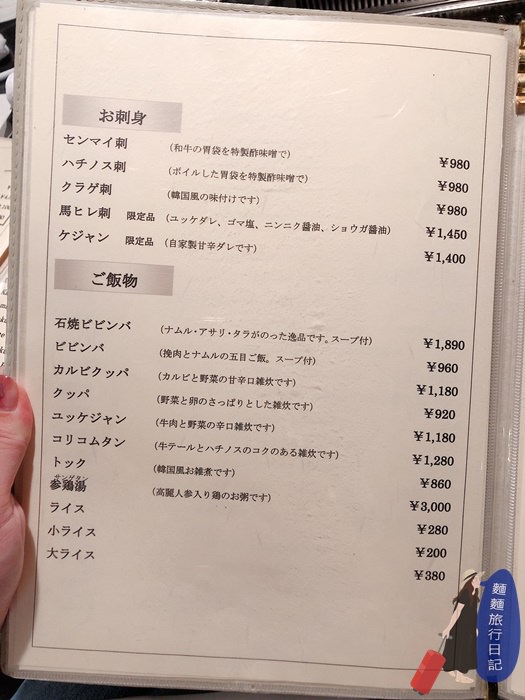 お刺身
センマイ刺 (和牛の胃袋を特製酢味噌で) ￥980
ハチノス刺 (ボイルした胃袋を特製酢味噌で) ￥980
クラゲ刺 (韓国風の味付けです) ￥980
馬ヒレ刺 限定品 (ユッケダレ、ゴマ塩、ニンニク醤油、ショウガ醤油) ￥1,450
ケジャン 限定品 (自家製甘辛ダレです) ￥1,400
ご飯物
石焼ビビンバ (ナムル・アサリ・タラがのった逸品です。スープ付) ￥1,890
ビビンバ (挽肉とナムルの五目ご飯。スープ付) ￥960
カルビクッパ (カルビと野菜の甘辛口雑炊です) ￥1,180
クッパ (野菜と卵のさっぱりとした雑炊です) ￥920
ユッケジャン (牛肉と野菜の辛口雑炊です) ￥1,180
コリコムタン (牛テールとハチノスのコクのある雑炊です) ￥1,280
トック (韓国風お雑煮です) ￥860
サンゲタン
参鶏湯 (高麗人参入り鶏のお粥です) ￥3,000
ライス ￥280
小ライス ￥200
大ライス ￥380
麵麵旅行日記